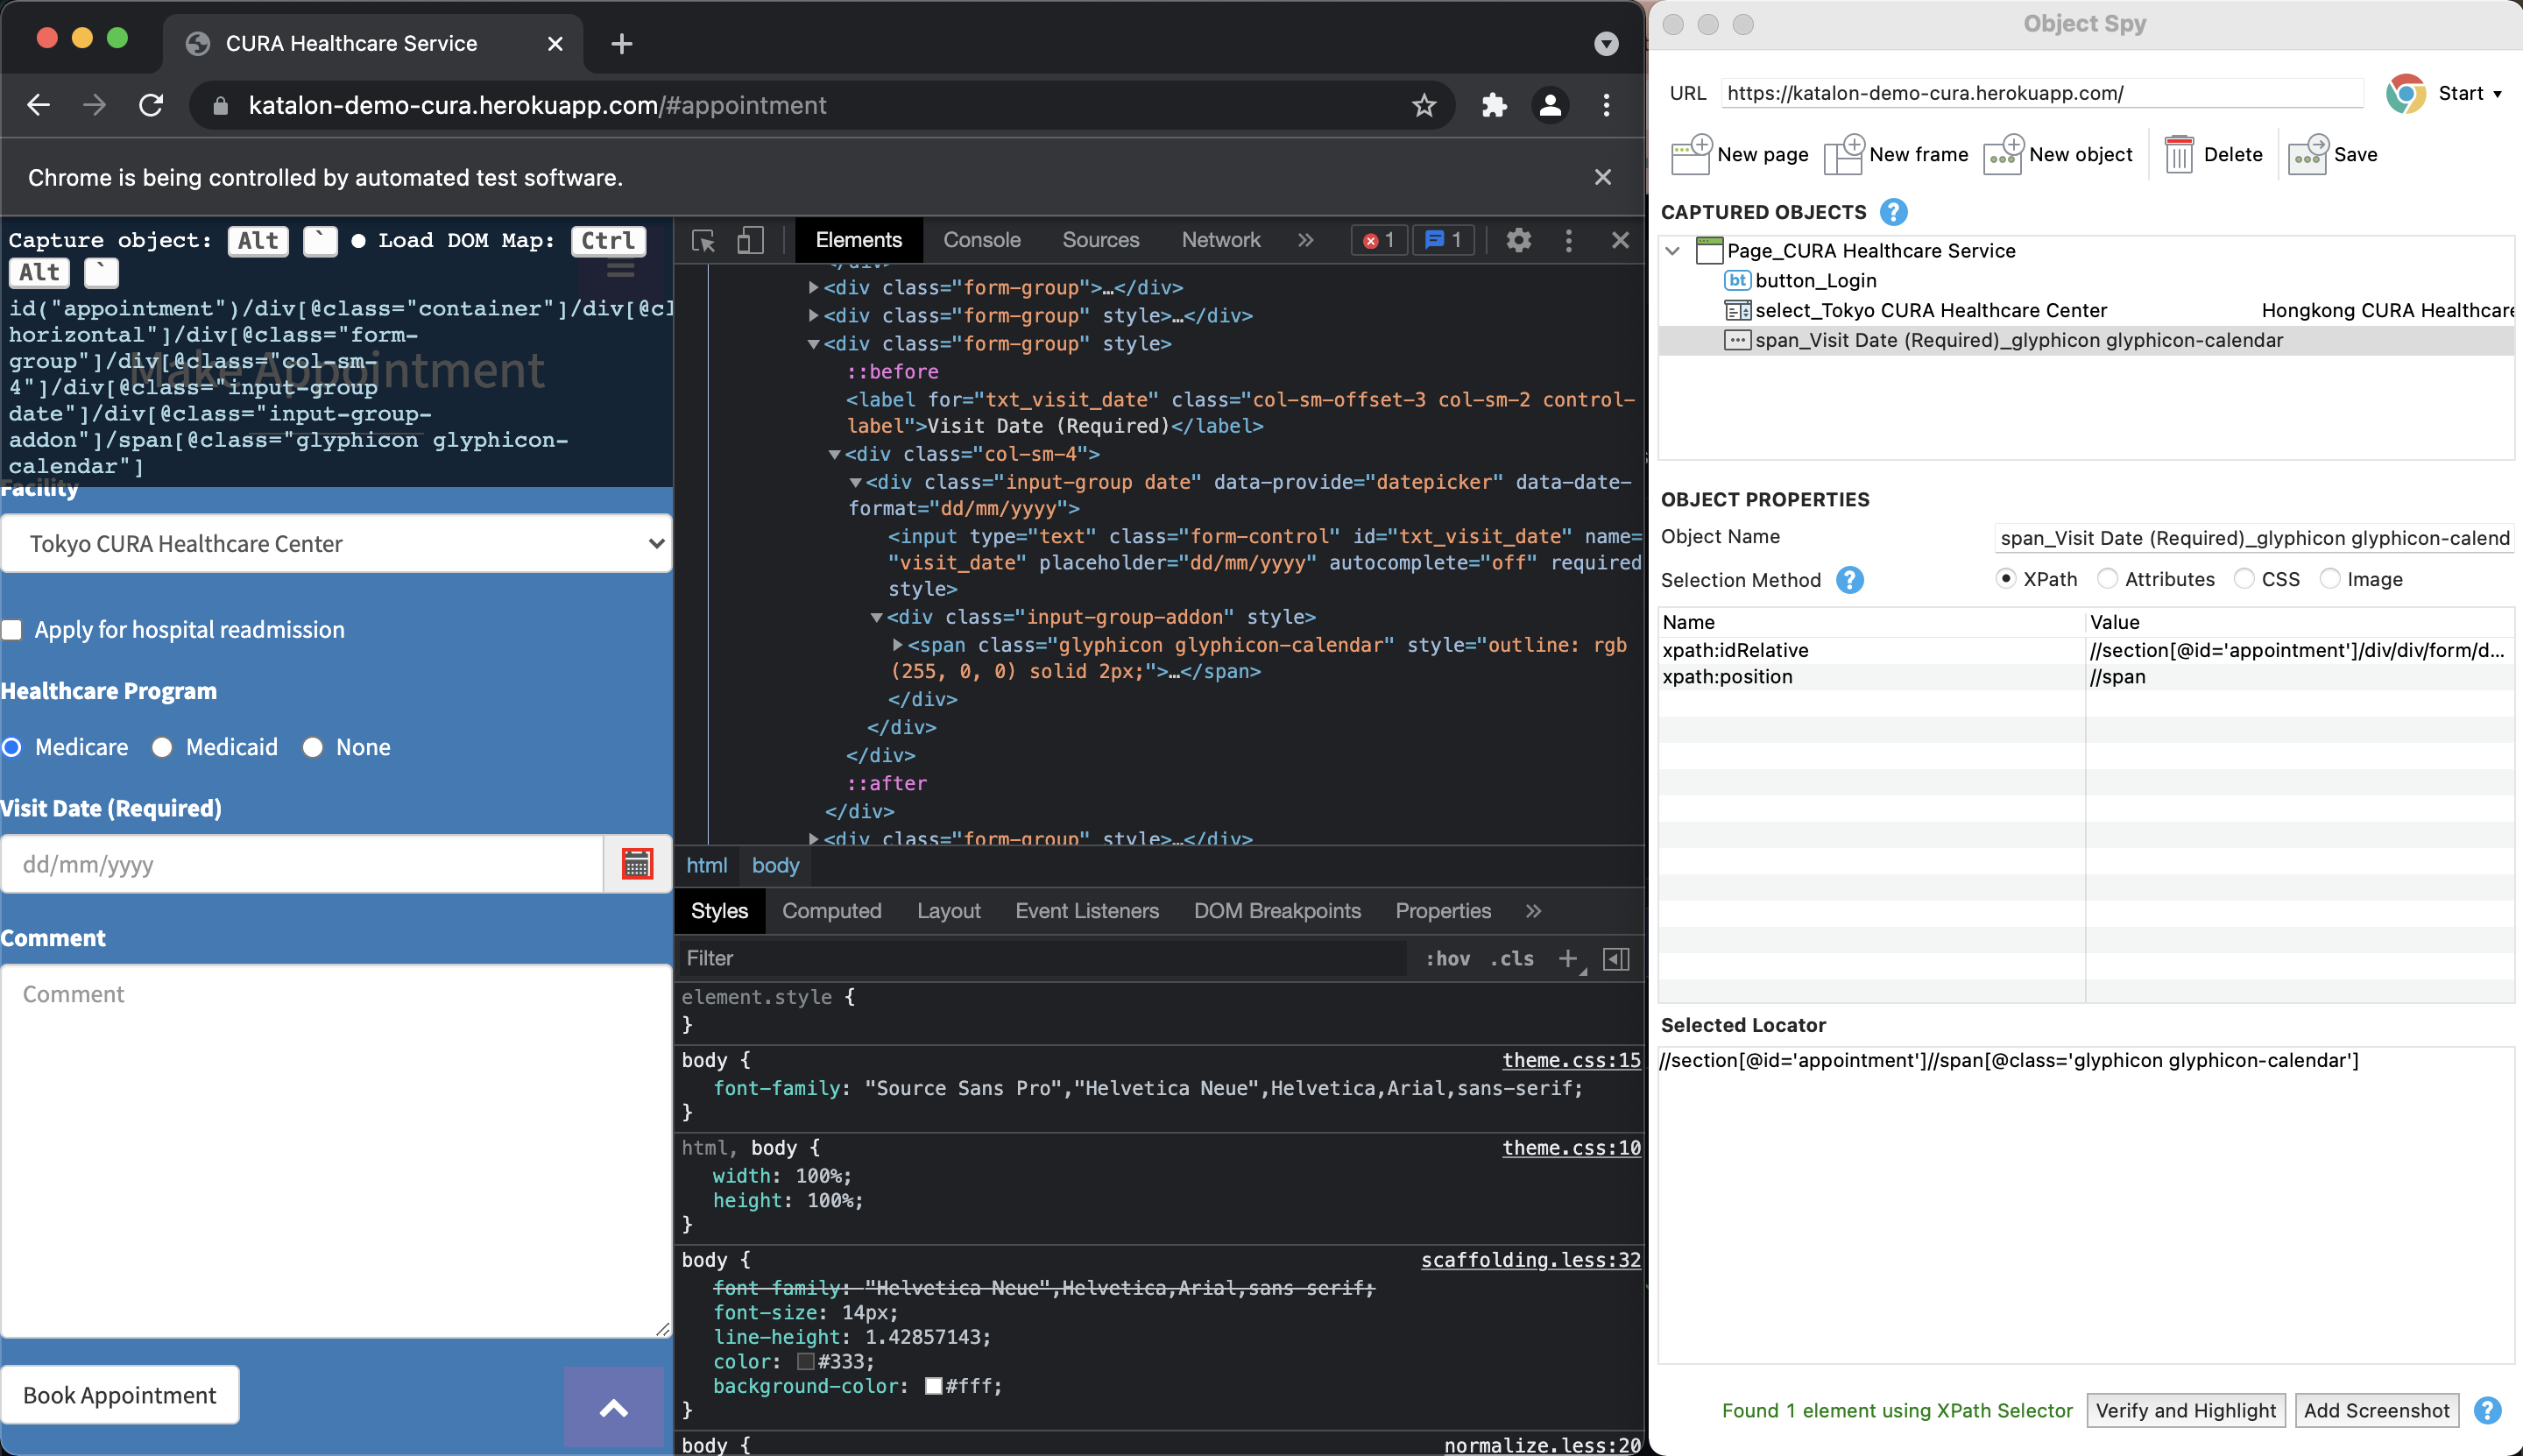 CURA Healthcare Service
katalon-demo-cura.herokuapp.com/#appointment
Chrome is being controlled by automated test software.
Capture object: Alt ` ● Load DOM Map: Ctrl
Alt `
id("appointment")/div[@class="container"]/div[@cl
horizontal"]/div[@class="form-
group"]/div[@class="col-sm-
4"]/div[@class="input-group
date"]/div[@class="input-group-
addon"]/span[@class="glyphicon glyphicon-
calendar"]
Make Appointment
Facility
Tokyo CURA Healthcare Center
Apply for hospital readmission
Healthcare Program
Medicare Medicaid None
Visit Date (Required)
dd/mm/yyyy
Comment
Comment
Book Appointment
Elements Console Sources Network » 1 1
</div>
<div class="form-group">…</div>
<div class="form-group" style>…</div>
<div class="form-group" style>
::before
<label for="txt_visit_date" class="col-sm-offset-3 col-sm-2 control-
label">Visit Date (Required)</label>
<div class="col-sm-4">
<div class="input-group date" data-provide="datepicker" data-date-
format="dd/mm/yyyy">
<input type="text" class="form-control" id="txt_visit_date" name=
"visit_date" placeholder="dd/mm/yyyy" autocomplete="off" required
style>
<div class="input-group-addon" style>
<span class="glyphicon glyphicon-calendar" style="outline: rgb
(255, 0, 0) solid 2px;">…</span>
</div>
</div>
</div>
::after
</div>
<div class="form-group" style>…</div>
html body
Styles Computed Layout Event Listeners DOM Breakpoints Properties »
Filter :hov .cls +
element.style {
}
body { theme.css:15
font-family: "Source Sans Pro","Helvetica Neue",Helvetica,Arial,sans-serif;
}
html, body { theme.css:10
width: 100%;
height: 100%;
}
body { scaffolding.less:32
font-family: "Helvetica Neue",Helvetica,Arial,sans-serif;
font-size: 14px;
line-height: 1.42857143;
color: #333;
background-color: #fff;
}
body { normalize.less:20
Object Spy
URL https://katalon-demo-cura.herokuapp.com/ Start
New page New frame New object Delete Save
CAPTURED OBJECTS ?
Page_CURA Healthcare Service
bt button_Login
select_Tokyo CURA Healthcare Center Hongkong CURA Healthcare
span_Visit Date (Required)_glyphicon glyphicon-calendar
OBJECT PROPERTIES
Object Name span_Visit Date (Required)_glyphicon glyphicon-calend
Selection Method ? XPath Attributes CSS Image
Name Value
xpath:idRelative //section[@id='appointment']/div/div/form/d...
xpath:position //span
Selected Locator
//section[@id='appointment']//span[@class='glyphicon glyphicon-calendar']
Found 1 element using XPath Selector Verify and Highlight Add Screenshot ?